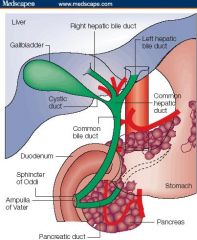 Medscape® www.medscape.com
Liver
Right hepatic bile duct
Gallbladder
Left hepatic
bile duct
Cystic
duct
Common
hepatic
duct
Common
bile duct
Duodenum
Sphincter
of Oddi
Stomach
Ampulla
of Vater
Pancreas
Pancreatic duct